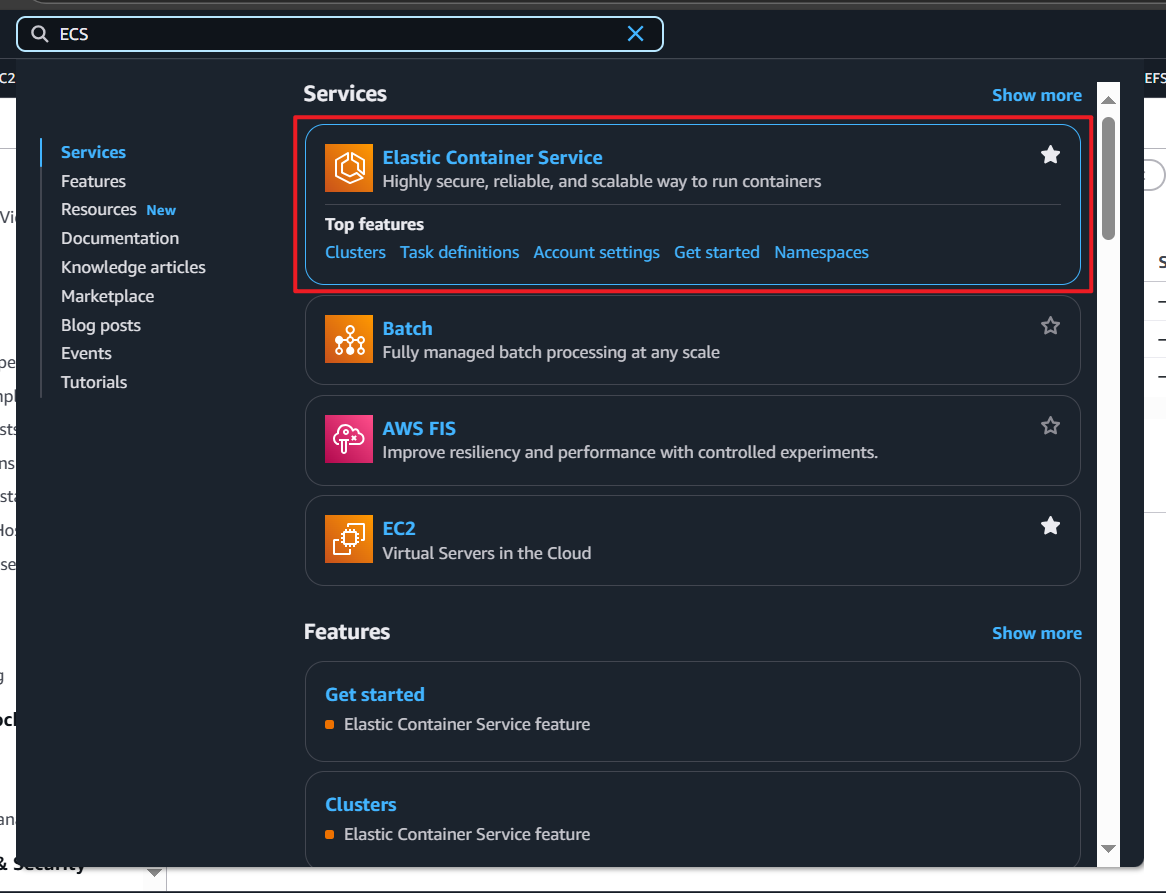 ECS
C2
EFS
Services
Features
Resources New
Documentation
Knowledge articles
Marketplace
Blog posts
Events
Tutorials
Services
Show more
Elastic Container Service
Highly secure, reliable, and scalable way to run containers
Top features
Clusters Task definitions Account settings Get started Namespaces
Batch
Fully managed batch processing at any scale
AWS FIS
Improve resiliency and performance with controlled experiments.
EC2
Virtual Servers in the Cloud
Features
Show more
Get started
Elastic Container Service feature
Clusters
Elastic Container Service feature
& Security